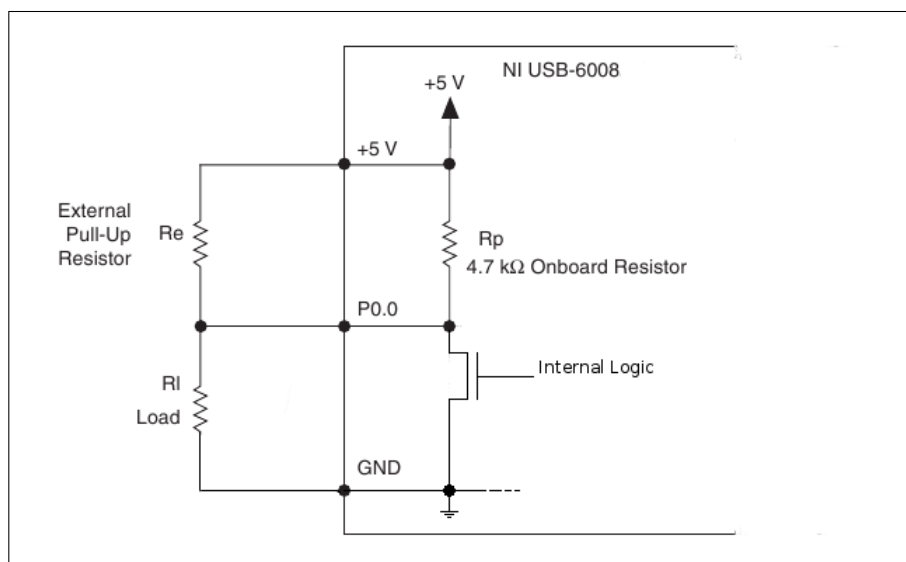 NI USB-6008
+5 V
+5 V
External
Pull-Up
Resistor
Re
Rp
4.7 kΩ Onboard Resistor
P0.0
Internal Logic
Rl
Load
GND